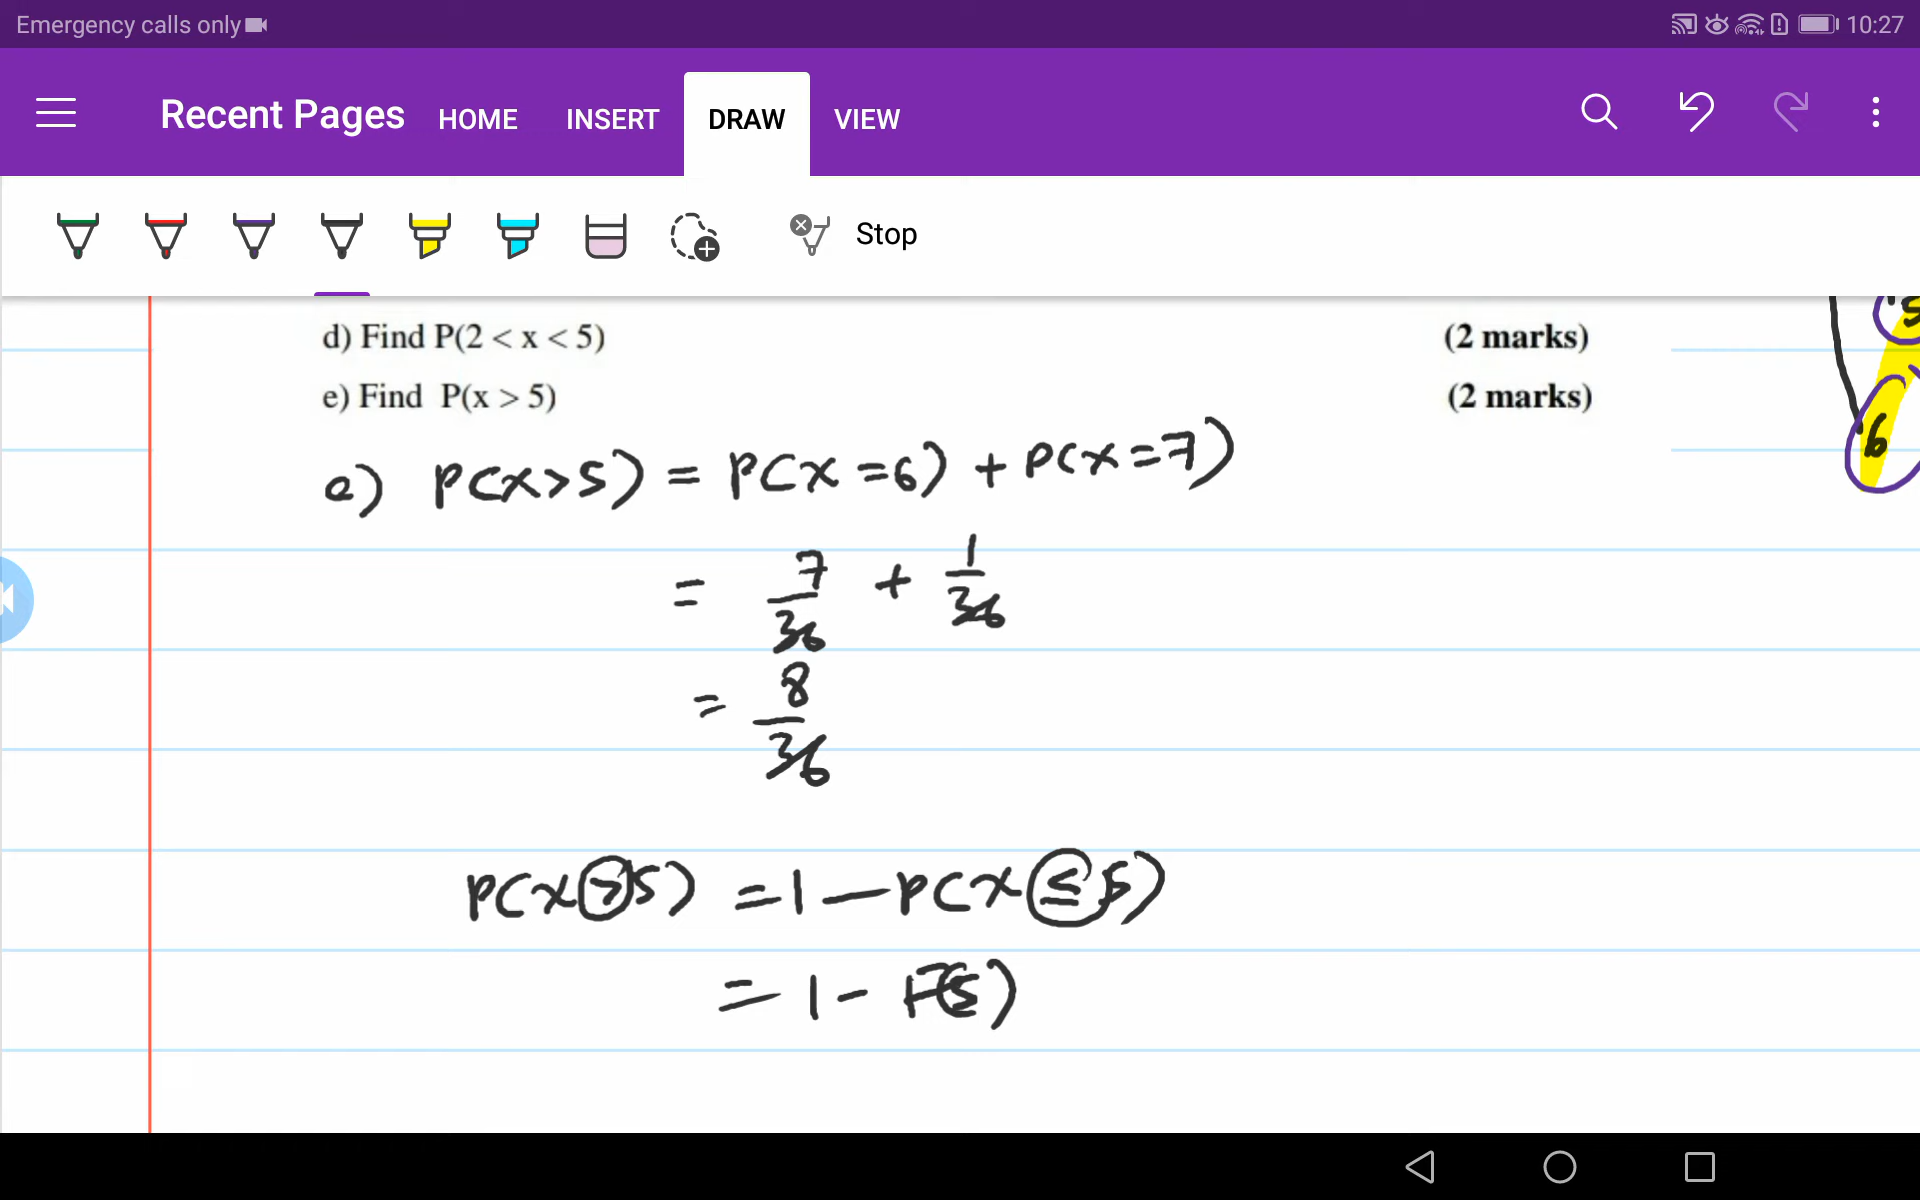 Emergency calls only 10:27
Recent Pages HOME INSERT DRAW VIEW
Stop
d) Find P(2 < x < 5) (2 marks)
e) Find P(x > 5) (2 marks)
6
e) P(X>5) = P(X=6) + P(X=7)
= 7/36 + 1/36
= 8/36
P(X>5) = 1 - P(X≤5)
= 1 - F(5)